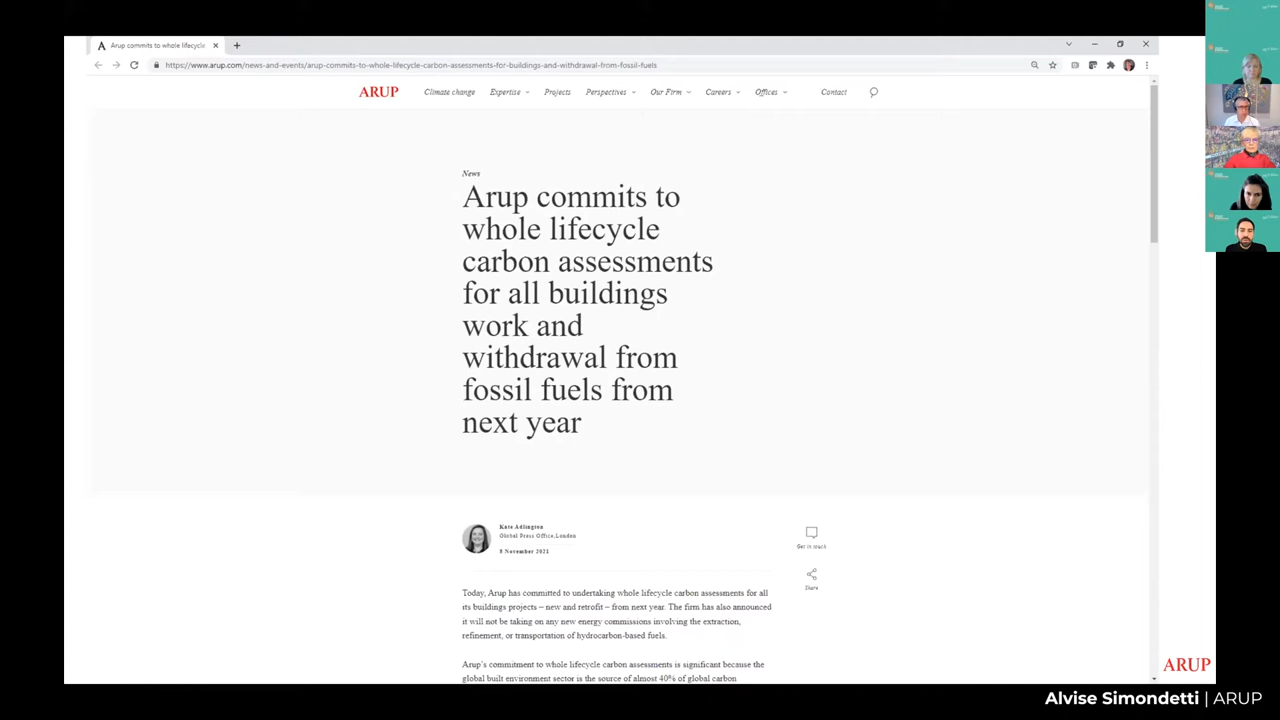 Arup commits to whole lifecycle
https://www.arup.com/news-and-events/arup-commits-to-whole-lifecycle-carbon-assessments-for-buildings-and-withdrawal-from-fossil-fuels
ARUP Climate change Expertise Projects Perspectives Our Firm Careers Offices Contact
News
Arup commits to
whole lifecycle
carbon assessments
for all buildings
work and
withdrawal from
fossil fuels from
next year
Kate Adlington
Global Press Office, London
8 November 2021
Get in touch
Share
Today, Arup has committed to undertaking whole lifecycle carbon assessments for all
its buildings projects – new and retrofit – from next year. The firm has also announced
it will not be taking on any new energy commissions involving the extraction,
refinement, or transportation of hydrocarbon-based fuels.
Arup's commitment to whole lifecycle carbon assessments is significant because the
global built environment sector is the source of almost 40% of global carbon
ARUP
Alvise Simondetti | ARUP